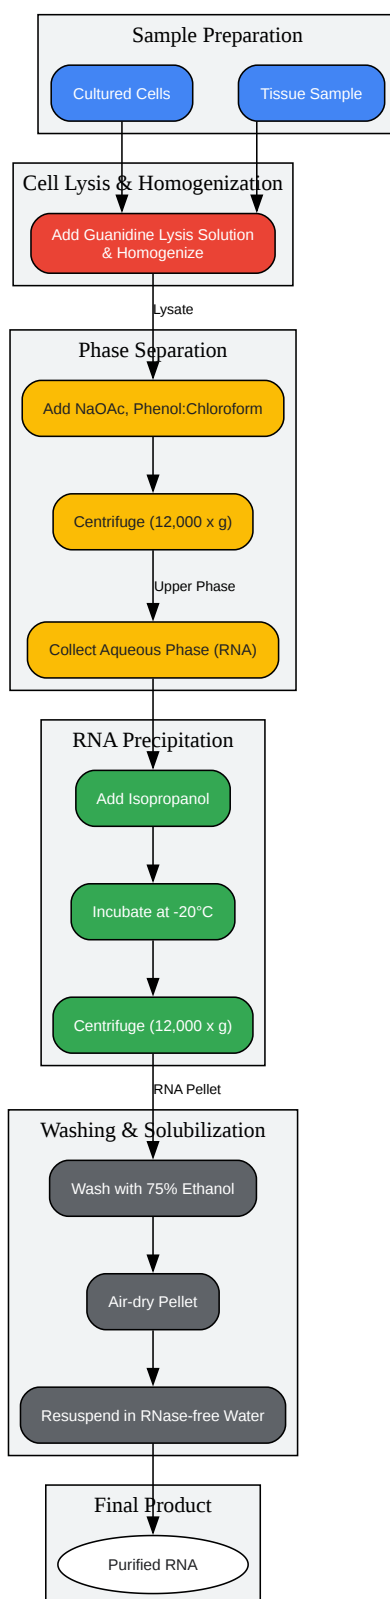 Sample Preparation
Cultured Cells
Tissue Sample
Cell Lysis & Homogenization
Add Guanidine Lysis Solution
& Homogenize
Lysate
Phase Separation
Add NaOAc, Phenol:Chloroform
Centrifuge (12,000 x g)
Upper Phase
Collect Aqueous Phase (RNA)
RNA Precipitation
Add Isopropanol
Incubate at -20°C
Centrifuge (12,000 x g)
RNA Pellet
Washing & Solubilization
Wash with 75% Ethanol
Air-dry Pellet
Resuspend in RNase-free Water
Final Product
Purified RNA